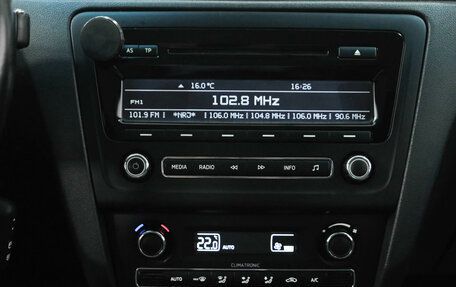 AS TP
16.0°C 16:26
FM1 102.8 MHz
101.9 FM *NRJ* 106.0 MHz 104.8 MHz 106.0 MHz 90.6 MHz
MEDIA RADIO INFO
22.0 AUTO
CLIMATRONIC
AUTO A/C